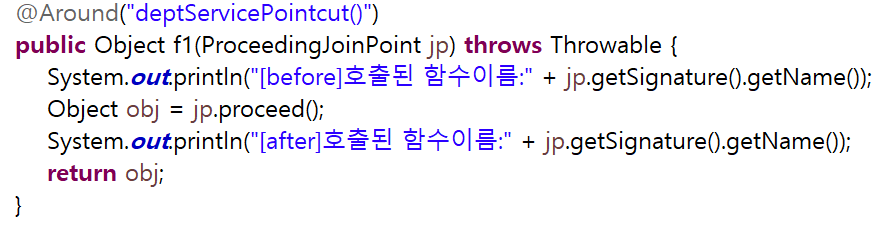 @Around("deptServicePointcut()")
public Object f1(ProceedingJoinPoint jp) throws Throwable {
System.out.println("[before]호출된 함수이름:" + jp.getSignature().getName());
Object obj = jp.proceed();
System.out.println("[after]호출된 함수이름:" + jp.getSignature().getName());
return obj;
}